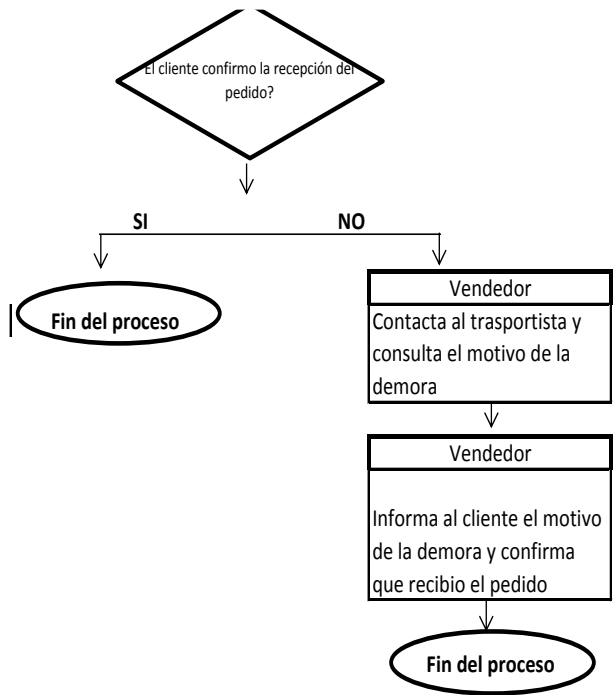 El cliente confirmo la recepción del
pedido?
SI
NO
Fin del proceso
Vendedor
Contacta al trasportista y
consulta el motivo de la
demora
Vendedor
Informa al cliente el motivo
de la demora y confirma
que recibio el pedido
Fin del proceso